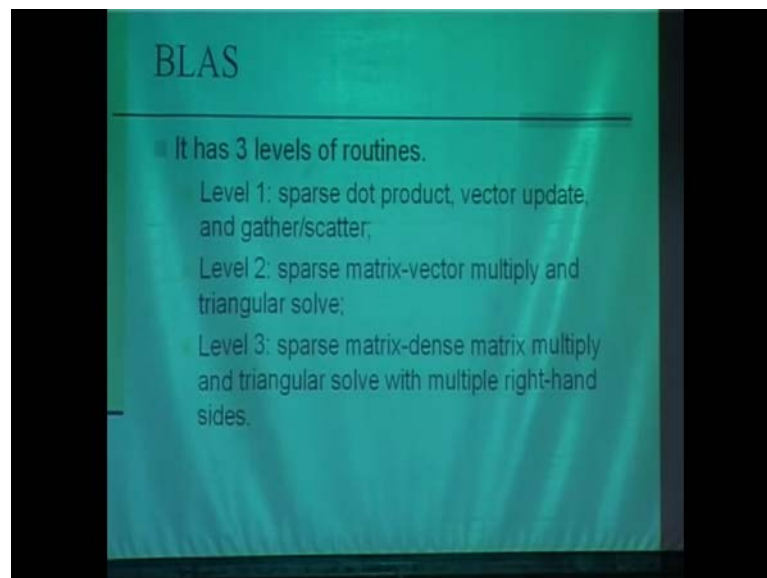 BLAS
It has 3 levels of routines.
Level 1: sparse dot product, vector update,
and gather/scatter;
Level 2: sparse matrix-vector multiply and
triangular solve;
Level 3: sparse matrix-dense matrix multiply
and triangular solve with multiple right-hand
sides.